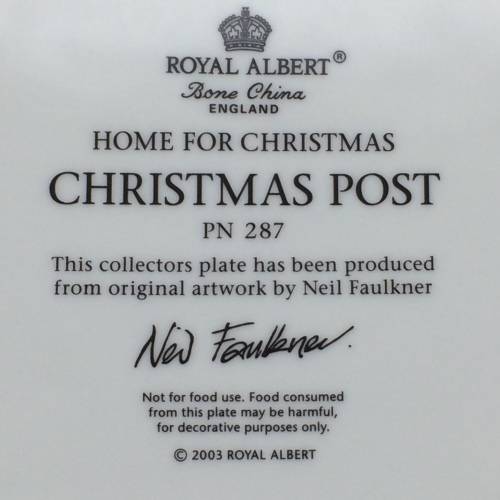 ROYAL ALBERT®
Bone China
ENGLAND
HOME FOR CHRISTMAS
CHRISTMAS POST
PN 287
This collectors plate has been produced
from original artwork by Neil Faulkner
Neil Faulkner.
Not for food use. Food consumed
from this plate may be harmful,
for decorative purposes only.
© 2003 ROYAL ALBERT